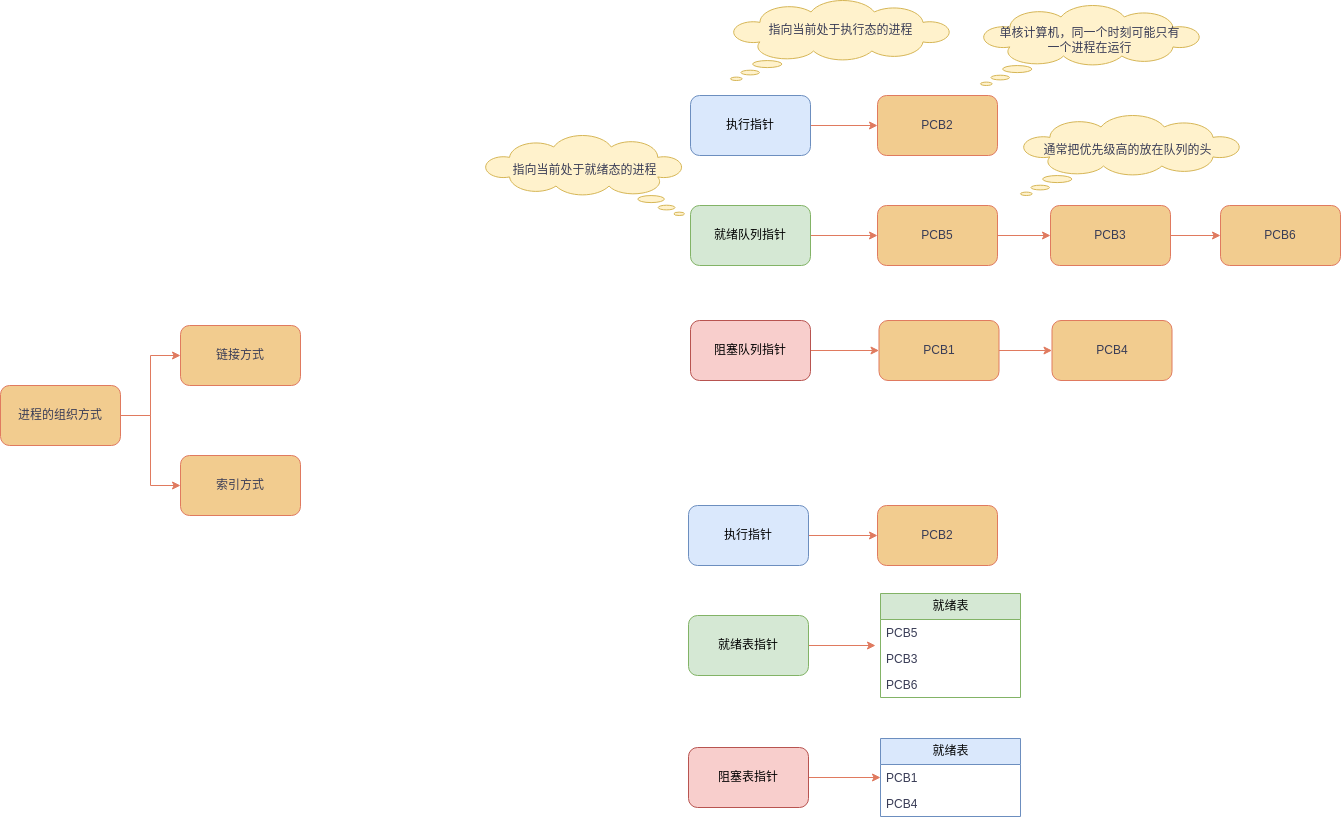 指向当前处于执行态的进程
单核计算机，同一个时刻可能只有
一个进程在运行
执行指针
PCB2
指向当前处于就绪态的进程
通常把优先级高的放在队列的头
就绪队列指针
PCB5
PCB3
PCB6
阻塞队列指针
PCB1
PCB4
进程的组织方式
链接方式
索引方式
执行指针
PCB2
就绪表指针
就绪表
PCB5
PCB3
PCB6
阻塞表指针
就绪表
PCB1
PCB4